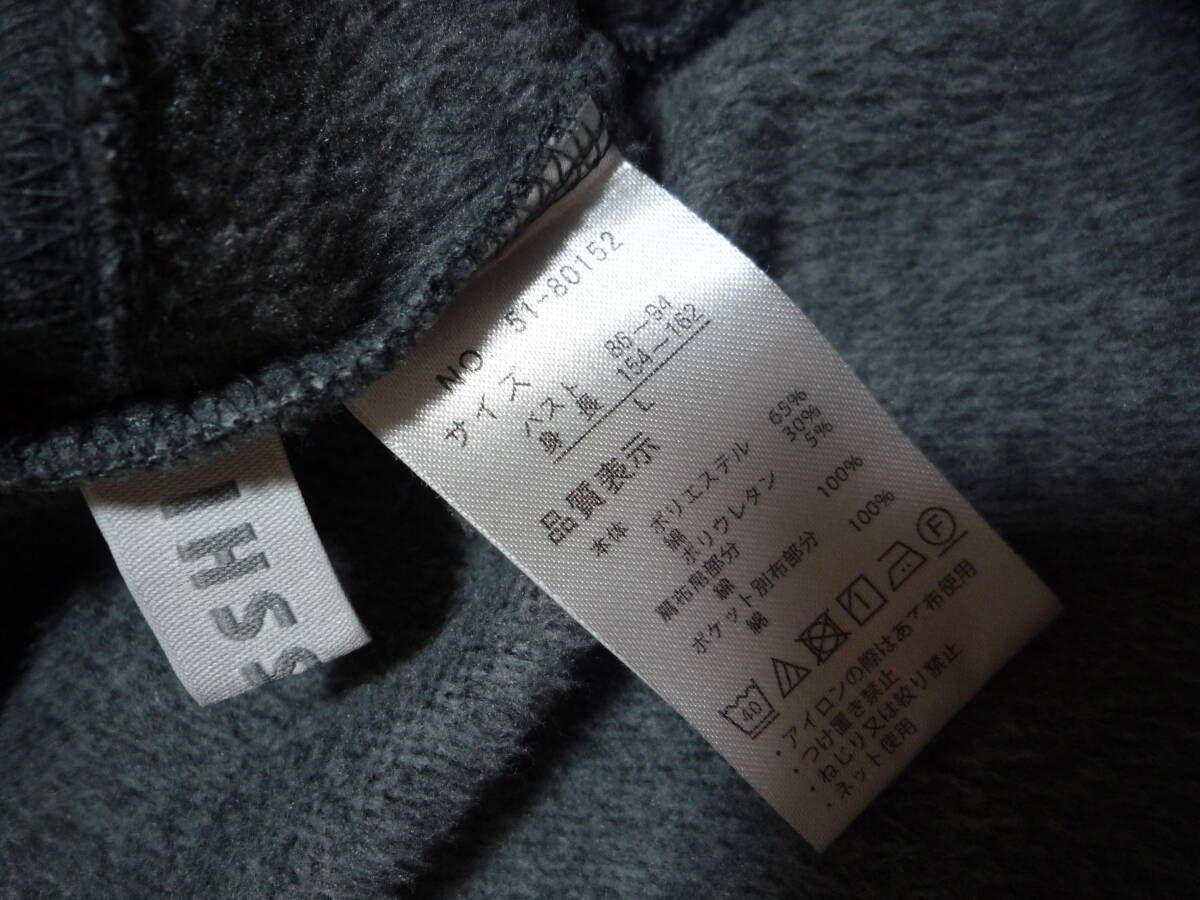 NO. 51-80152
サイズ
バスト 86～94
身長 154～162
L
品質表示
本体 ポリエステル 65%
綿 30%
ポリウレタン 5%
肩布帛部分
綿 100%
ポケット別布部分
綿 100%
40 1 F
・アイロンの際はあて布使用
・つけ置き禁止
・ねじり又は絞り禁止
・ネット使用